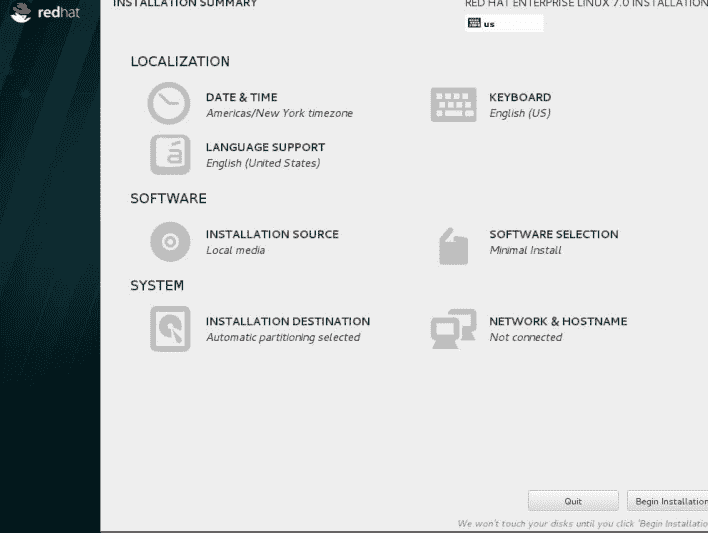 redhat
INSTALLATION SUMMARY
RED HAT ENTERPRISE LINUX 7.0 INSTALLATION
us
LOCALIZATION
DATE & TIME
Americas/New York timezone
KEYBOARD
English (US)
LANGUAGE SUPPORT
English (United States)
SOFTWARE
INSTALLATION SOURCE
Local media
SOFTWARE SELECTION
Minimal Install
SYSTEM
INSTALLATION DESTINATION
Automatic partitioning selected
NETWORK & HOSTNAME
Not connected
Quit
Begin Installation
We won't touch your disks until you click 'Begin Installatio